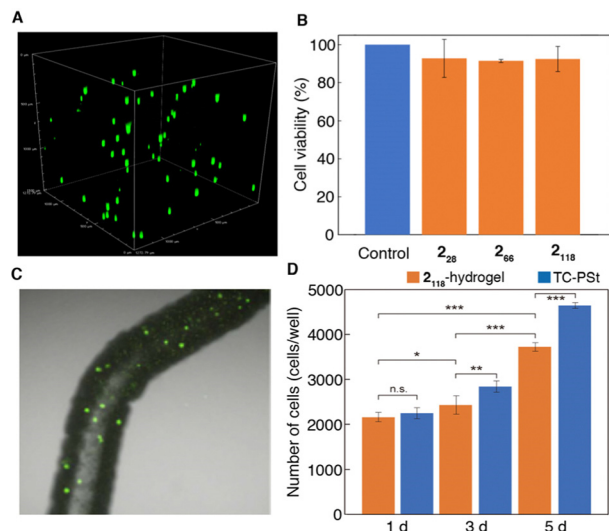 A
B
Cell viability (%)
100
80
60
40
20
0
Control
2₂₈
2₆₆
2₁₁₈
C
D
2₁₁₈-hydrogel
TC-PSt
Number of cells (cells/well)
5000
4000
3000
2000
1000
0
n.s.
*
**
***
***
***
1 d
3 d
5 d